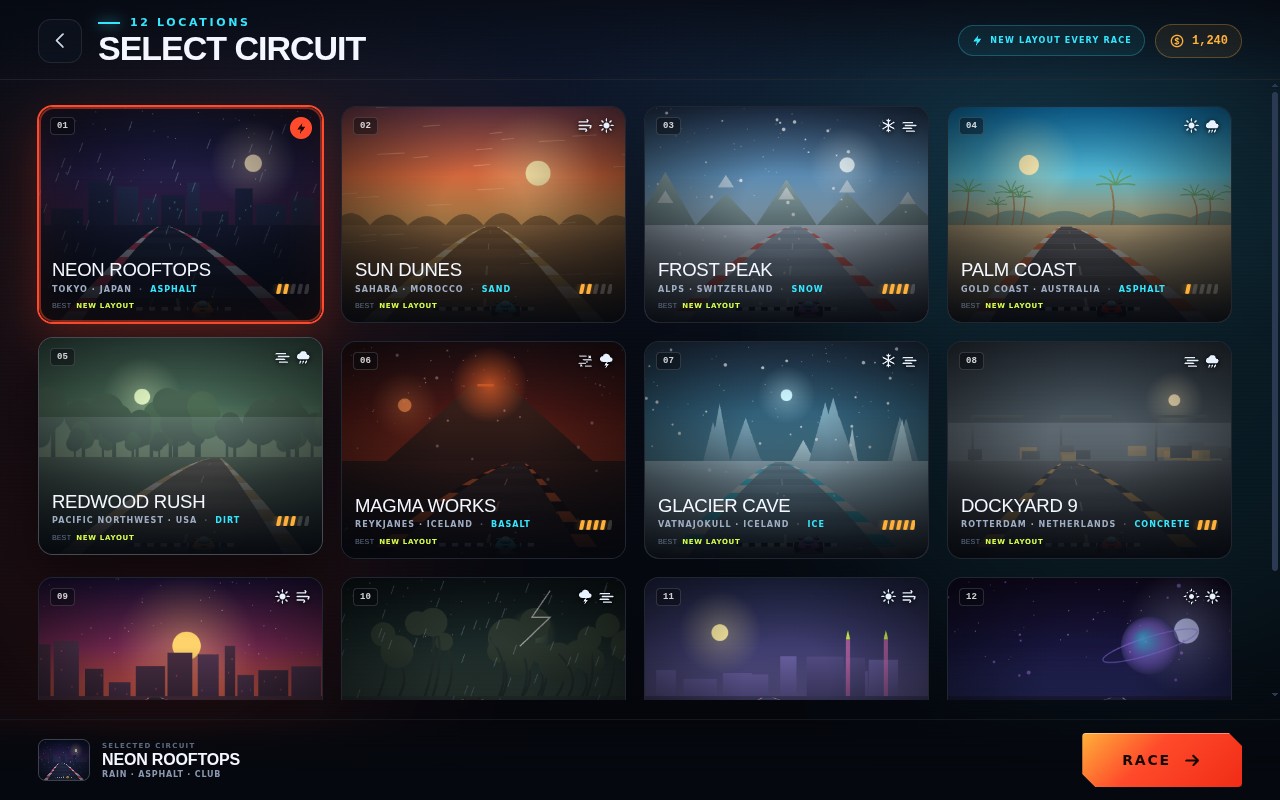 12 LOCATIONS
SELECT CIRCUIT
NEW LAYOUT EVERY RACE
1,240
01
NEON ROOFTOPS
TOKYO · JAPAN · ASPHALT
BEST NEW LAYOUT
02
SUN DUNES
SAHARA · MOROCCO · SAND
BEST NEW LAYOUT
03
FROST PEAK
ALPS · SWITZERLAND · SNOW
BEST NEW LAYOUT
04
PALM COAST
GOLD COAST · AUSTRALIA · ASPHALT
BEST NEW LAYOUT
05
REDWOOD RUSH
PACIFIC NORTHWEST · USA · DIRT
BEST NEW LAYOUT
06
MAGMA WORKS
REYKJANES · ICELAND · BASALT
BEST NEW LAYOUT
07
GLACIER CAVE
VATNAJOKULL · ICELAND · ICE
BEST NEW LAYOUT
08
DOCKYARD 9
ROTTERDAM · NETHERLANDS · CONCRETE
BEST NEW LAYOUT
09
10
11
12
SELECTED CIRCUIT
NEON ROOFTOPS
RAIN · ASPHALT · CLUB
RACE